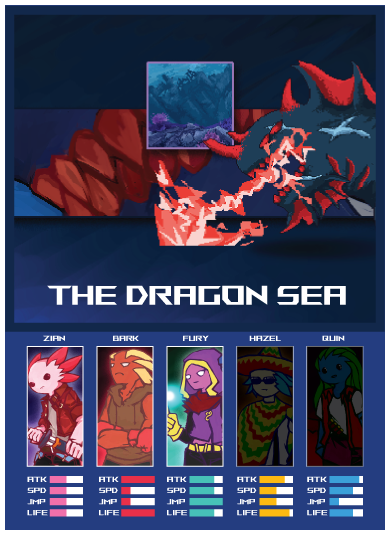 THE DRAGON SEA
ZIAN BARK FURY HAZEL QUIN
ATK ATK ATK ATK ATK
SPD SPD SPD SPD SPD
JMP JMP JMP JMP JMP
LIFE LIFE LIFE LIFE LIFE